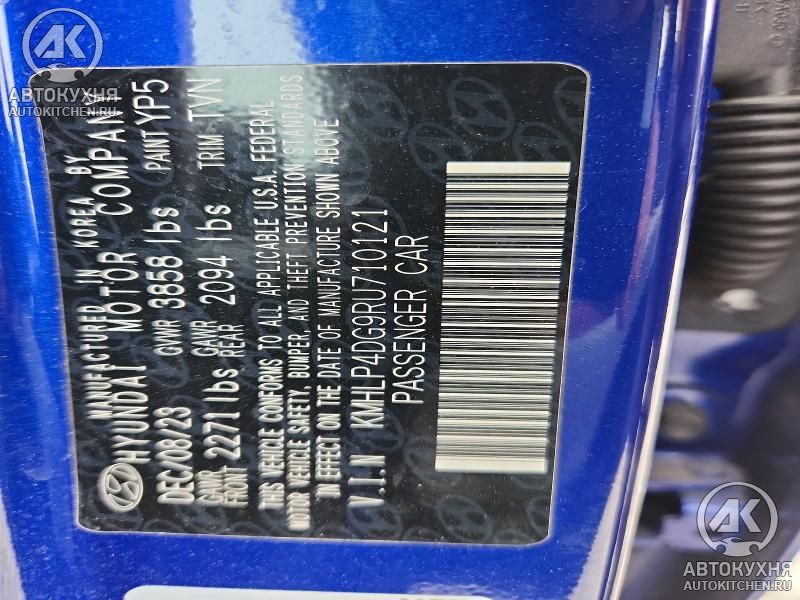 MANUFACTURED IN KOREA BY
HYUNDAI MOTOR COMPANY
DEC/08/23 GVWR 3858 lbs PAINT YP5
GAWR FRONT 2271 lbs GAWR REAR 2094 lbs TRIM TVN
THIS VEHICLE CONFORMS TO ALL APPLICABLE U.S.A. FEDERAL
MOTOR VEHICLE SAFETY, BUMPER, AND THEFT PREVENTION STANDARDS
IN EFFECT ON THE DATE OF MANUFACTURE SHOWN ABOVE
V.I.N KMHLP4DG9RU710121
PASSENGER CAR
АК
АВТОКУХНЯ
AUTOKITCHEN.RU
АК
АВТОКУХНЯ
AUTOKITCHEN.RU